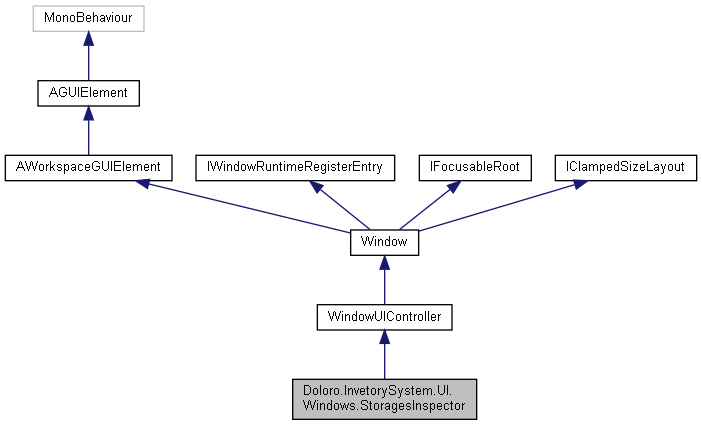 MonoBehaviour
AGUIElement
AWorkspaceGUIElement
IWindowRuntimeRegisterEntry
IFocusableRoot
IClampedSizeLayout
Window
WindowUIController
Doloro.InvetorySystem.UI.
Windows.StoragesInspector